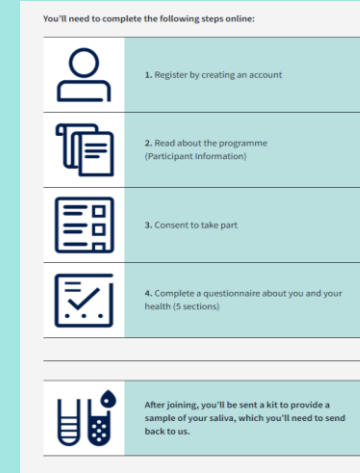 You'll need to complete the following steps online:
1. Register by creating an account
2. Read about the programme
(Participant Information)
3. Consent to take part
4. Complete a questionnaire about you and your
health (5 sections)
After joining, you'll be sent a kit to provide a
sample of your saliva, which you'll need to send
back to us.